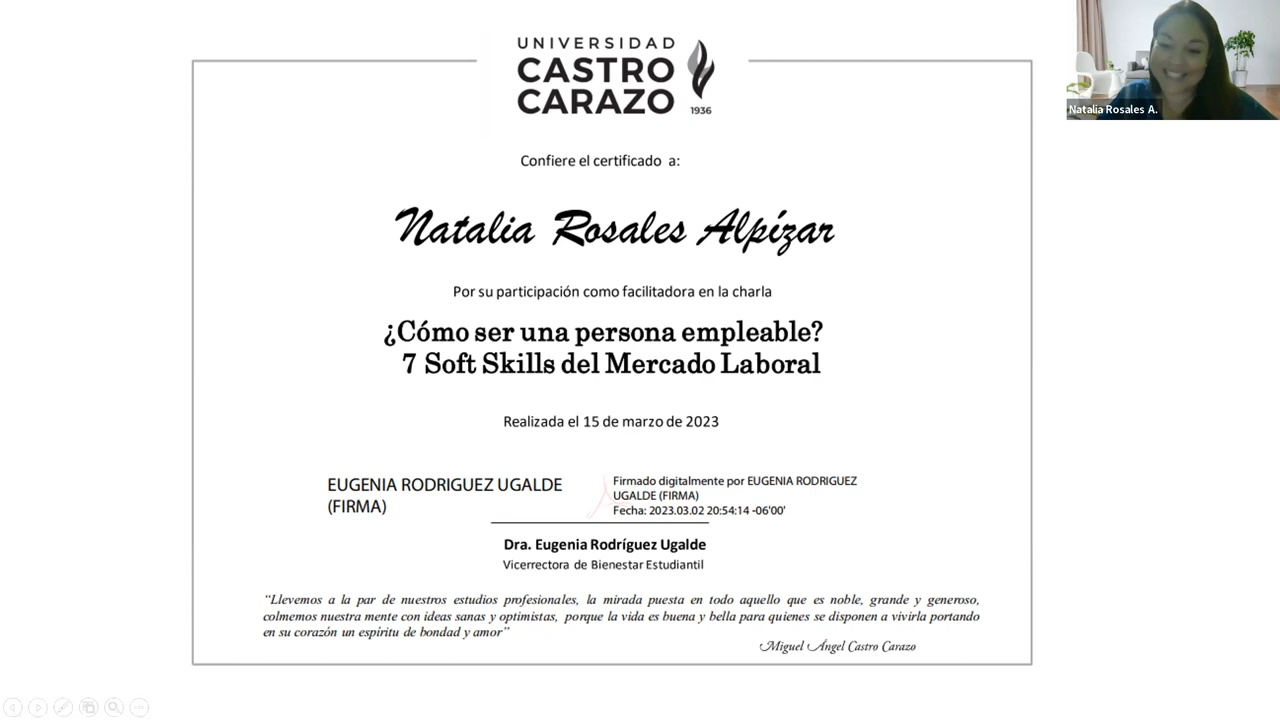 UNIVERSIDAD
CASTRO
CARAZO
1936
Natalia Rosales A.
Confiere el certificado a:
Natalia Rosales Alpízar
Por su participación como facilitadora en la charla
¿Cómo ser una persona empleable?
7 Soft Skills del Mercado Laboral
Realizada el 15 de marzo de 2023
EUGENIA RODRIGUEZ UGALDE
(FIRMA)
Firmado digitalmente por EUGENIA RODRIGUEZ
UGALDE (FIRMA)
Fecha: 2023.03.02 20:54:14 -06'00'
Dra. Eugenia Rodríguez Ugalde
Vicerrectora de Bienestar Estudiantil
“Llevemos a la par de nuestros estudios profesionales, la mirada puesta en todo aquello que es noble, grande y generoso,
colmemos nuestra mente con ideas sanas y optimistas, porque la vida es buena y bella para quienes se disponen a vivirla portando
en su corazón un espíritu de bondad y amor”
Miguel Ángel Castro Carazo